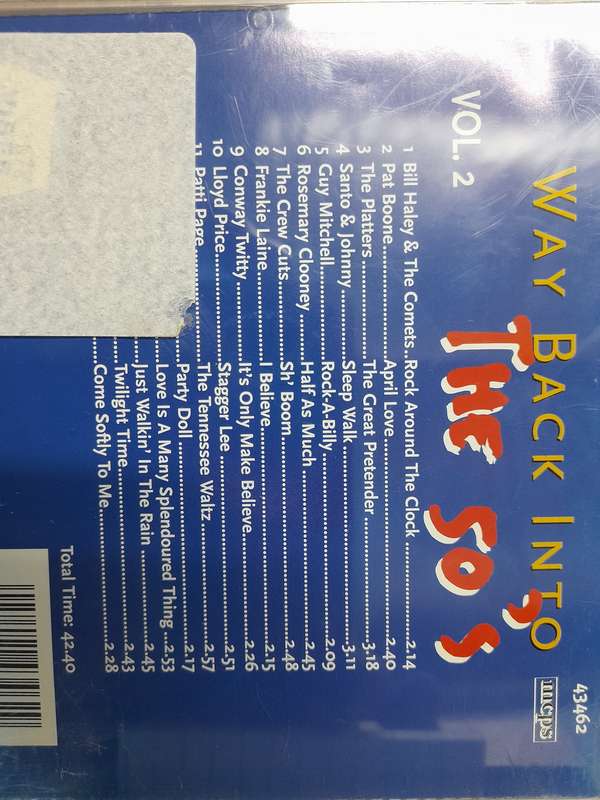 43462
mcps
WAY BACK INTO
THE 50'S
VOL. 2
1 Bill Haley & The Comets..Rock Around The Clock..........2.14
2 Pat Boone..................April Love..........2.40
3 The Platters..................The Great Pretender..........3.18
4 Santo & Johnny..........Sleep Walk..........3.11
5 Guy Mitchell..................Rock-A-Billy..........2.09
6 Rosemary Clooney..........Half As Much..........2.45
7 The Crew Cuts..........Sh' Boom..........2.48
8 Frankie Laine..................I Believe..........2.15
9 Conway Twitty..........It's Only Make Believe..........2.26
10 Lloyd Price..................Stagger Lee..........2.51
11 Patti Page..................The Tennessee Waltz..........2.57
Party Doll..........2.17
Love Is A Many Splendoured Thing...2.53
Just Walkin' In The Rain..........2.45
Twilight Time..........2.43
Come Softly To Me..........2.28
Total Time: 42.40